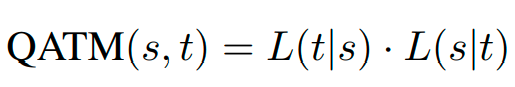 QATM(s, t) = L(t|s) · L(s|t)